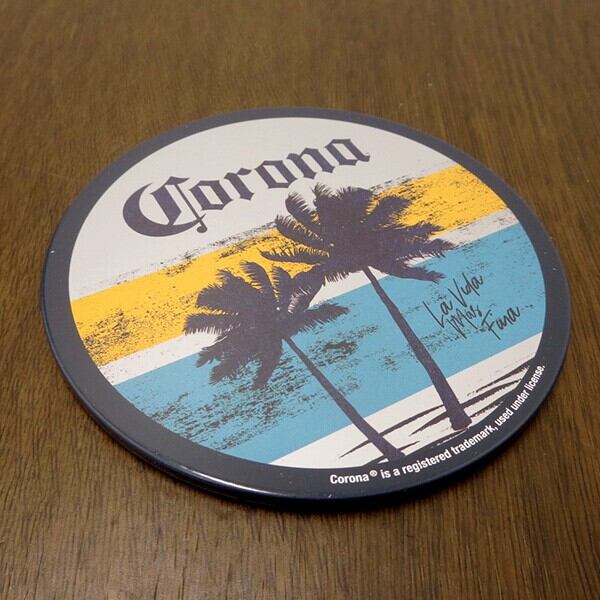 Corona
La Vida
Mas
Fina
Corona® is a registered trademark, used under license.